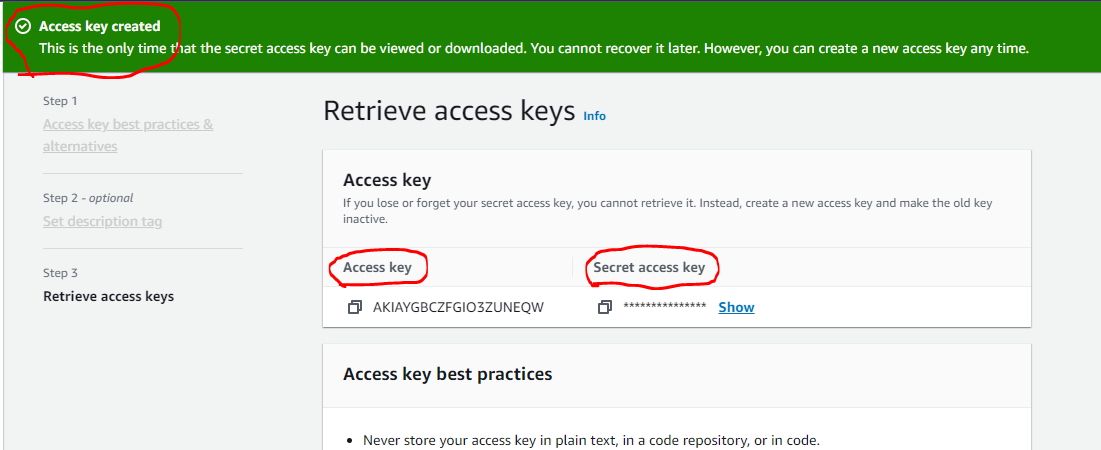 Access key created
This is the only time that the secret access key can be viewed or downloaded. You cannot recover it later. However, you can create a new access key any time.
Step 1
Access key best practices &
alternatives
Step 2 - optional
Set description tag
Step 3
Retrieve access keys
Retrieve access keys Info
Access key
If you lose or forget your secret access key, you cannot retrieve it. Instead, create a new access key and make the old key
inactive.
Access key Secret access key
AKIAYGBCZFGIO3ZUNEQW *************** Show
Access key best practices
• Never store your access key in plain text, in a code repository, or in code.